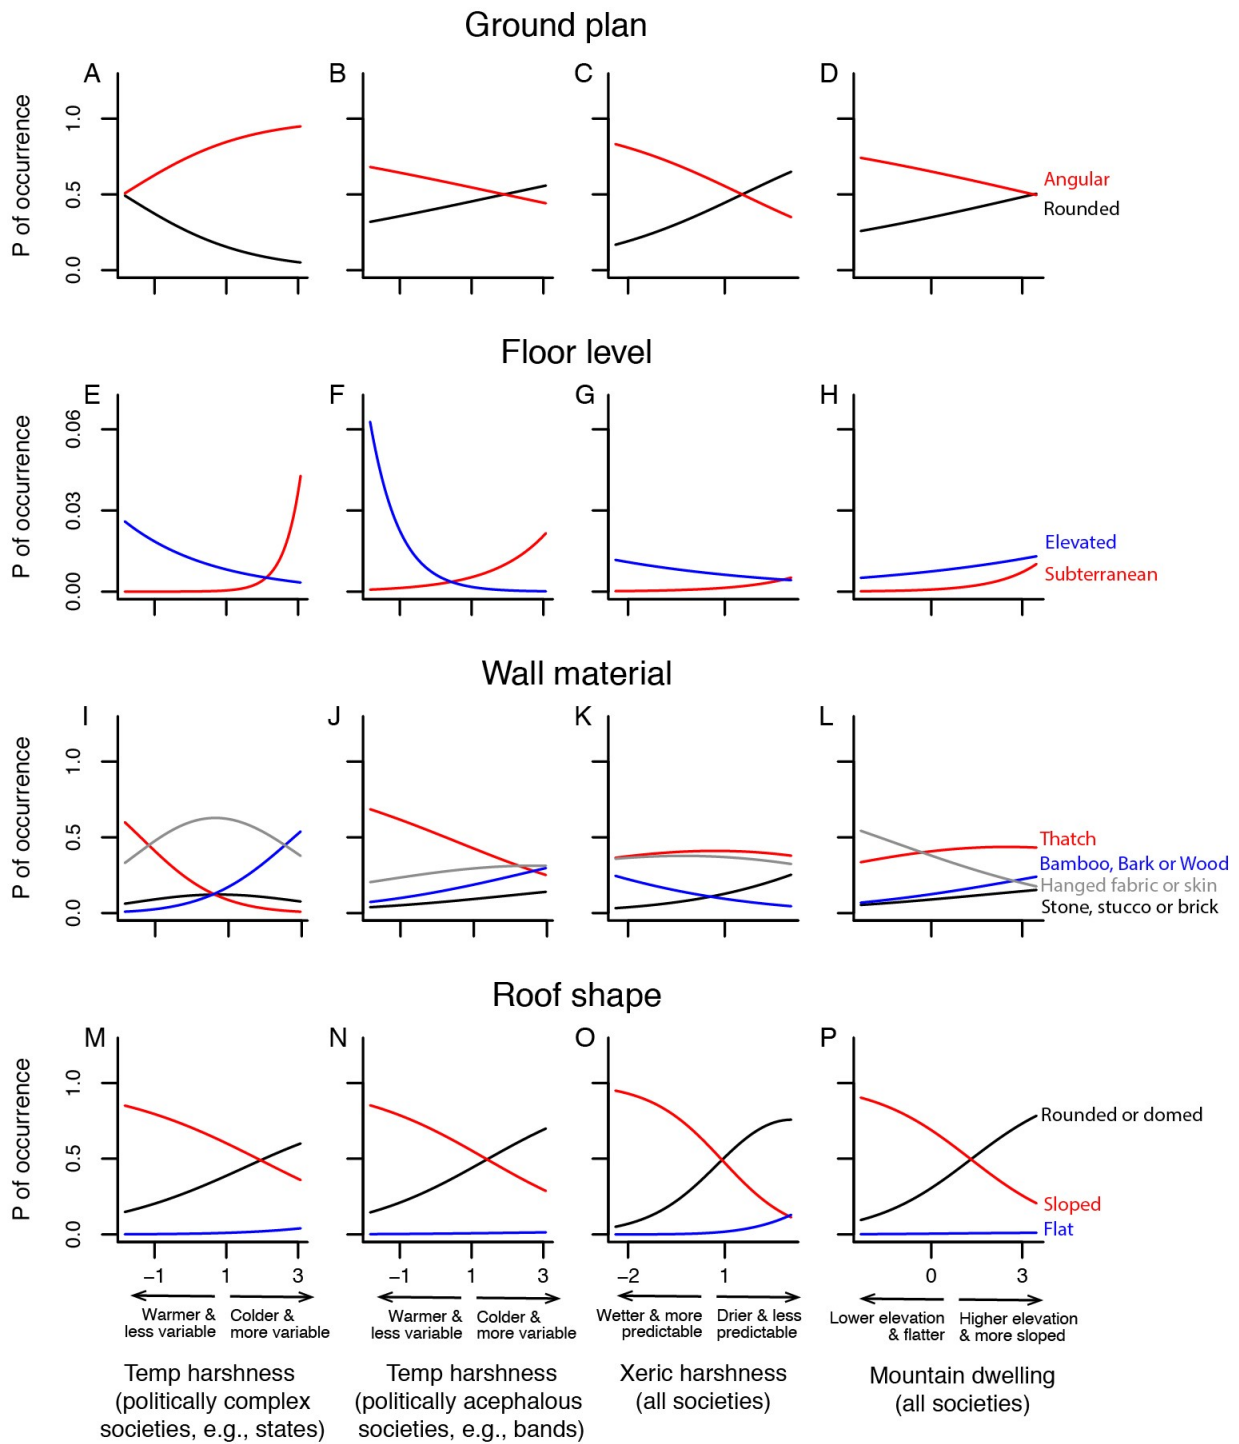 Ground plan
A
B
C
D
P of occurrence
1.0
0.5
0.0
Angular
Rounded
Floor level
E
F
G
H
P of occurrence
0.06
0.03
0.00
Elevated
Subterranean
Wall material
I
J
K
L
P of occurrence
1.0
0.5
0.0
Thatch
Bamboo, Bark or Wood
Hanged fabric or skin
Stone, stucco or brick
Roof shape
M
N
O
P
P of occurrence
1.0
0.5
0.0
Rounded or domed
Sloped
Flat
−1 1 3
−1 1 3
−2 1
0 3
Warmer &
less variable
Colder &
more variable
Warmer &
less variable
Colder &
more variable
Wetter & more
predictable
Drier & less
predictable
Lower elevation
& flatter
Higher elevation
& more sloped
Temp harshness
(politically complex
societies, e.g., states)
Temp harshness
(politically acephalous
societies, e.g., bands)
Xeric harshness
(all societies)
Mountain dwelling
(all societies)